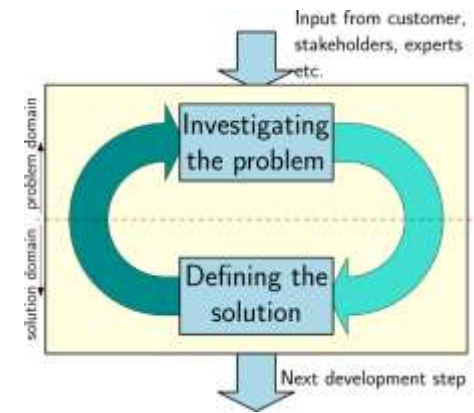 Input from customer,
stakeholders, experts
etc.
Investigating
the problem
problem domain
solution domain
Defining the
solution
Next development step